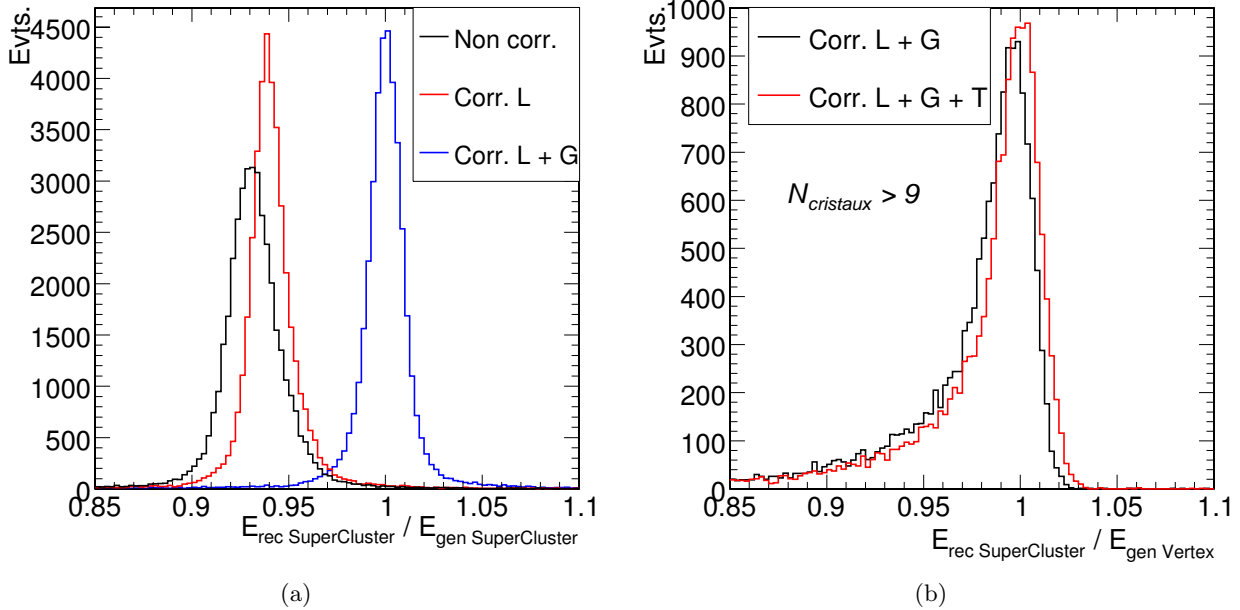 Evts.
4500
4000
3500
3000
2500
2000
1500
1000
500
0
0.85 0.9 0.95 1 1.05 1.1
E_rec SuperCluster / E_gen SuperCluster
Non corr.
Corr. L
Corr. L + G
(a)
Evts.
1000
900
800
700
600
500
400
300
200
100
0
0.85 0.9 0.95 1 1.05 1.1
E_rec SuperCluster / E_gen Vertex
Corr. L + G
Corr. L + G + T
N_cristaux > 9
(b)